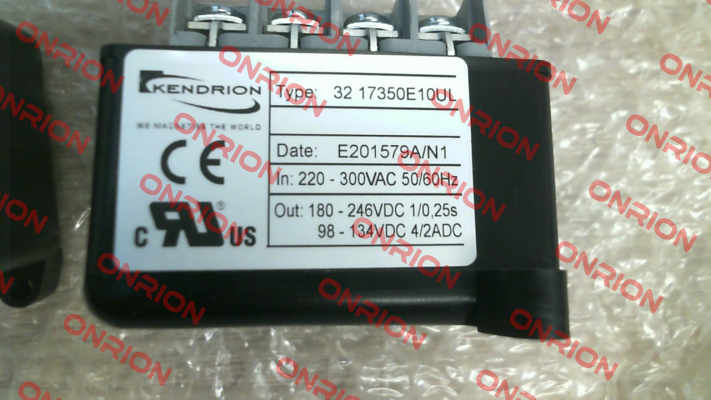 KENDRION
WE MAGNETISE THE WORLD
Type: 32 17350E10UL
Date: E201579A/N1
In: 220 - 300VAC 50/60Hz
Out: 180 - 246VDC 1/0,25s
98 - 134VDC 4/2ADC
CE
C US
ONRION